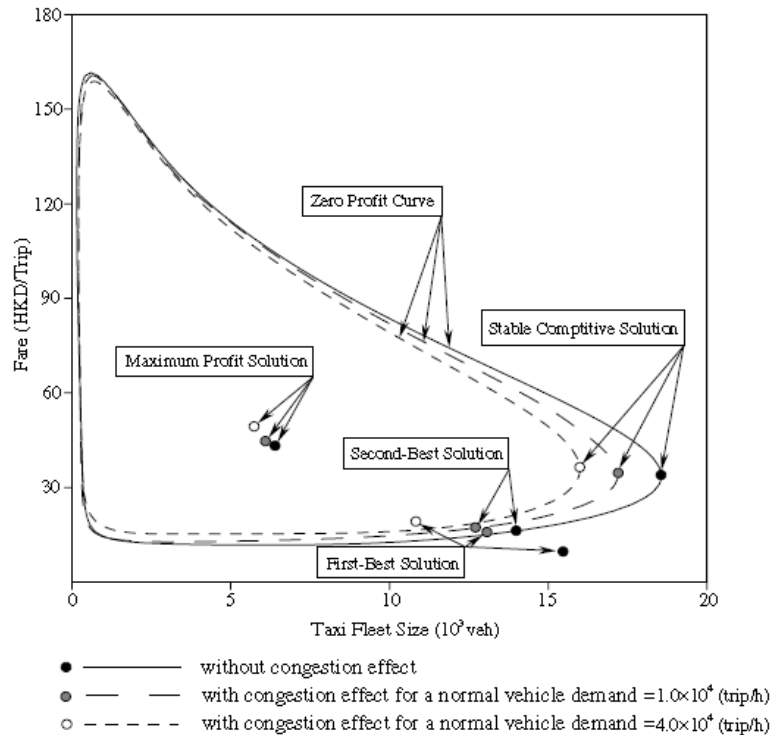 180
150
120
90
60
30
0
5
10
15
20
Fare (HKD/Trip)
Taxi Fleet Size (10³ veh)
Zero Profit Curve
Stable Comptitive Solution
Maximum Profit Solution
Second-Best Solution
First-Best Solution
without congestion effect
with congestion effect for a normal vehicle demand =1.0×10⁴ (trip/h)
with congestion effect for a normal vehicle demand =4.0×10⁴ (trip/h)